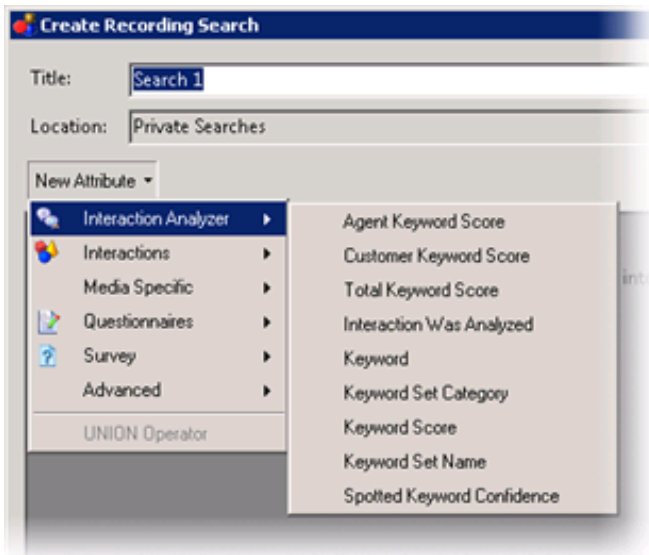 Create Recording Search
Title: Search 1
Location: Private Searches
New Attribute
Interaction Analyzer
Interactions
Media Specific
Questionnaires
Survey
Advanced
UNION Operator
Agent Keyword Score
Customer Keyword Score
Total Keyword Score
Interaction Was Analyzed
Keyword
Keyword Set Category
Keyword Score
Keyword Set Name
Spotted Keyword Confidence